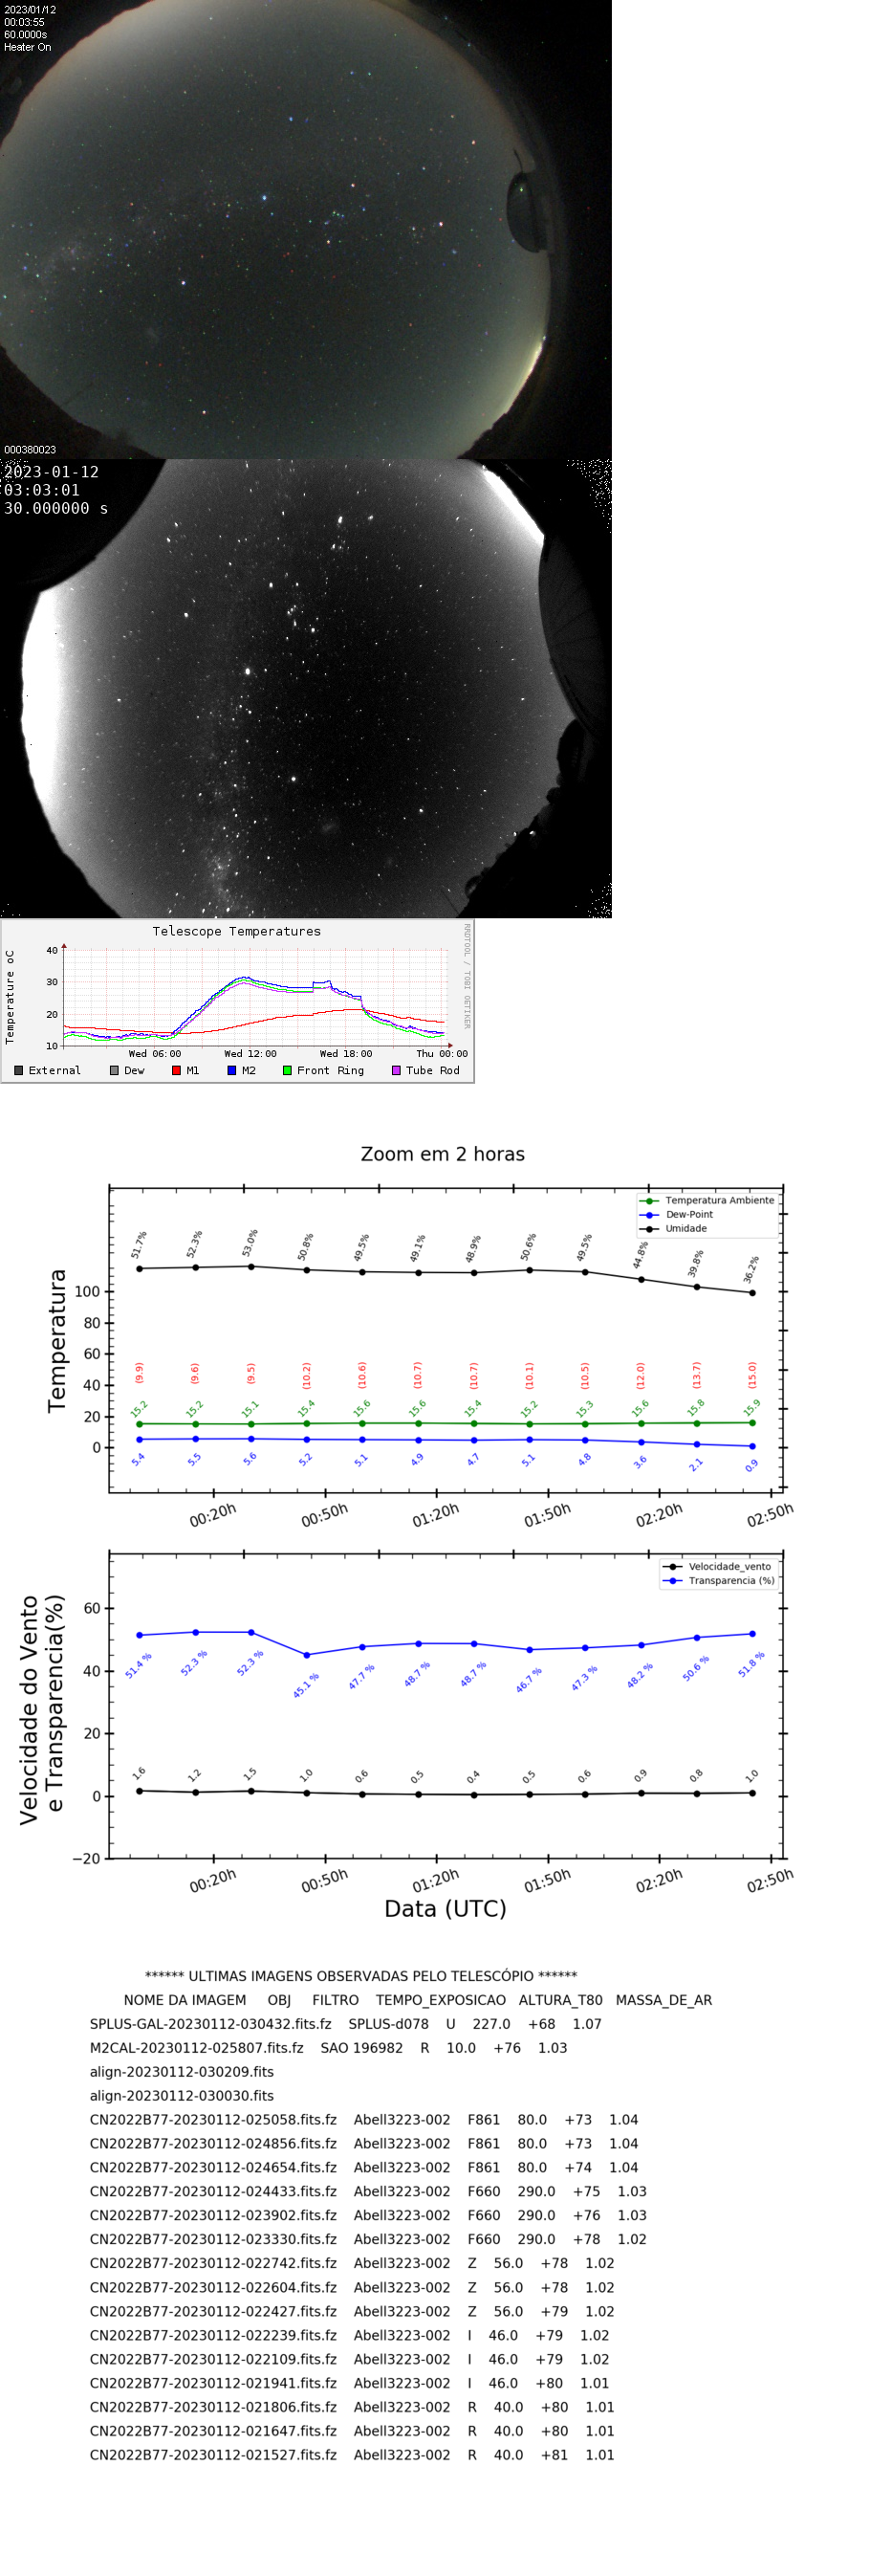 2023/01/12
00:03:55
60.0000s
Heater On
000380023
2023-01-12
03:03:01
30.000000 s
Telescope Temperatures
RRDTOOL / TOBI OETIKER
Temperature oC
40
30
20
10
Wed 06:00 Wed 12:00 Wed 18:00 Thu 00:00
External Dew M1 M2 Front Ring Tube Rod
Zoom em 2 horas
Temperatura Ambiente
Dew-Point
Umidade
51.7% 52.3% 53.0% 50.8% 49.5% 49.1% 48.9% 50.6% 49.5% 44.8% 39.8% 36.2%
Temperatura
100
80
60
40
20
0
(9.9) (9.6) (9.5) (10.2) (10.6) (10.7) (10.7) (10.1) (10.5) (12.0) (13.7) (15.0)
15.2 15.2 15.1 15.4 15.6 15.6 15.4 15.2 15.3 15.6 15.8 15.9
5.4 5.5 5.6 5.2 5.1 4.9 4.7 5.1 4.8 3.6 2.1 0.9
00:20h 00:50h 01:20h 01:50h 02:20h 02:50h
Velocidade_vento
Transparencia (%)
Velocidade do Vento
e Transparencia(%)
60
40
20
0
−20
51.4 % 52.3 % 52.3 % 45.1 % 47.7 % 48.7 % 48.7 % 46.7 % 47.3 % 48.2 % 50.6 % 51.8 %
1.6 1.2 1.5 1.0 0.6 0.5 0.4 0.5 0.6 0.9 0.8 1.0
00:20h 00:50h 01:20h 01:50h 02:20h 02:50h
Data (UTC)
****** ULTIMAS IMAGENS OBSERVADAS PELO TELESCÓPIO ******
NOME DA IMAGEM OBJ FILTRO TEMPO_EXPOSICAO ALTURA_T80 MASSA_DE_AR
SPLUS-GAL-20230112-030432.fits.fz SPLUS-d078 U 227.0 +68 1.07
M2CAL-20230112-025807.fits.fz SAO 196982 R 10.0 +76 1.03
align-20230112-030209.fits
align-20230112-030030.fits
CN2022B77-20230112-025058.fits.fz Abell3223-002 F861 80.0 +73 1.04
CN2022B77-20230112-024856.fits.fz Abell3223-002 F861 80.0 +73 1.04
CN2022B77-20230112-024654.fits.fz Abell3223-002 F861 80.0 +74 1.04
CN2022B77-20230112-024433.fits.fz Abell3223-002 F660 290.0 +75 1.03
CN2022B77-20230112-023902.fits.fz Abell3223-002 F660 290.0 +76 1.03
CN2022B77-20230112-023330.fits.fz Abell3223-002 F660 290.0 +78 1.02
CN2022B77-20230112-022742.fits.fz Abell3223-002 Z 56.0 +78 1.02
CN2022B77-20230112-022604.fits.fz Abell3223-002 Z 56.0 +78 1.02
CN2022B77-20230112-022427.fits.fz Abell3223-002 Z 56.0 +79 1.02
CN2022B77-20230112-022239.fits.fz Abell3223-002 I 46.0 +79 1.02
CN2022B77-20230112-022109.fits.fz Abell3223-002 I 46.0 +79 1.02
CN2022B77-20230112-021941.fits.fz Abell3223-002 I 46.0 +80 1.01
CN2022B77-20230112-021806.fits.fz Abell3223-002 R 40.0 +80 1.01
CN2022B77-20230112-021647.fits.fz Abell3223-002 R 40.0 +80 1.01
CN2022B77-20230112-021527.fits.fz Abell3223-002 R 40.0 +81 1.01